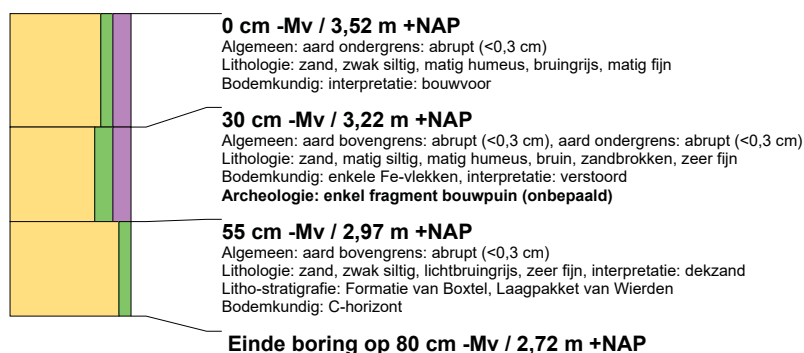 0 cm -Mv / 3,52 m +NAP
Algemeen: aard ondergrens: abrupt (<0,3 cm)
Lithologie: zand, zwak siltig, matig humeus, bruingrijs, matig fijn
Bodemkundig: interpretatie: bouwvoor
30 cm -Mv / 3,22 m +NAP
Algemeen: aard bovengrens: abrupt (<0,3 cm), aard ondergrens: abrupt (<0,3 cm)
Lithologie: zand, matig siltig, matig humeus, bruin, zandbrokken, zeer fijn
Bodemkundig: enkele Fe-vlekken, interpretatie: verstoord
Archeologie: enkel fragment bouwpuin (onbepaald)
55 cm -Mv / 2,97 m +NAP
Algemeen: aard bovengrens: abrupt (<0,3 cm)
Lithologie: zand, zwak siltig, lichtbruingrijs, zeer fijn, interpretatie: dekzand
Litho-stratigrafie: Formatie van Boxtel, Laagpakket van Wierden
Bodemkundig: C-horizont
Einde boring op 80 cm -Mv / 2,72 m +NAP